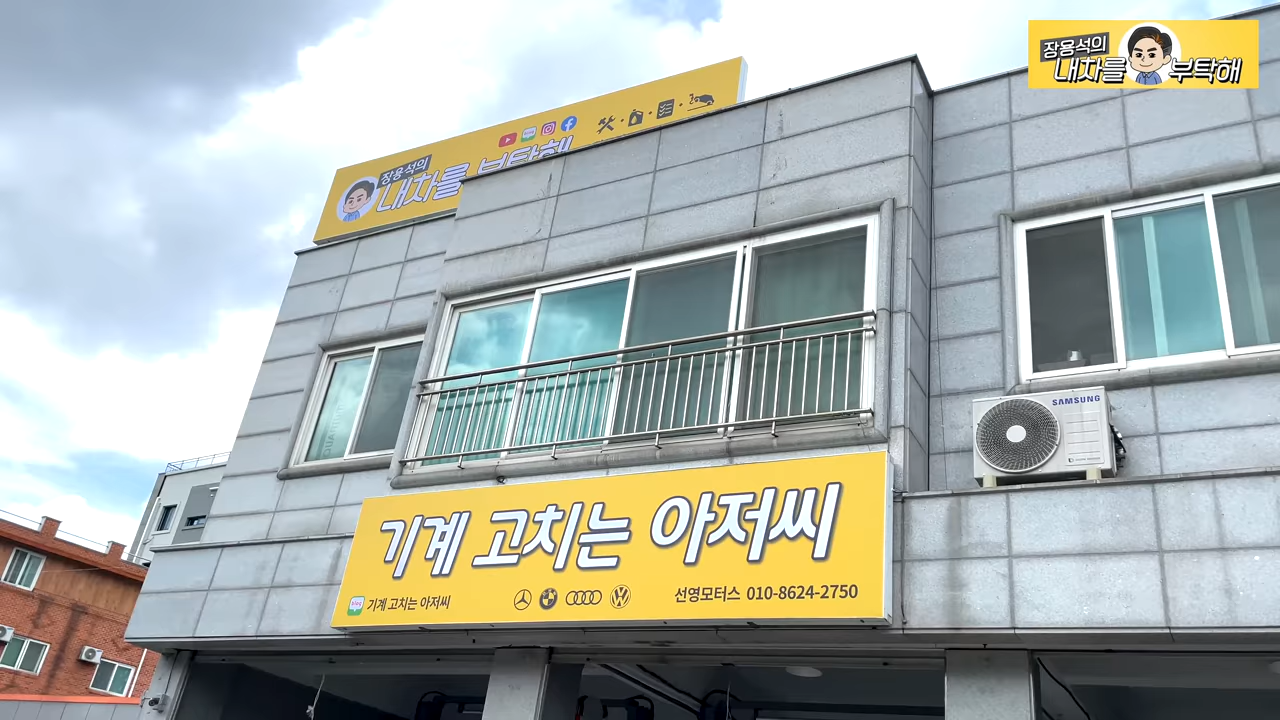 장용석의
내차를 부탁해
장용석의
내차를 부탁해
SAMSUNG
기계 고치는 아저씨
blog
기계 고치는 아저씨
선영모터스 010-8624-2750